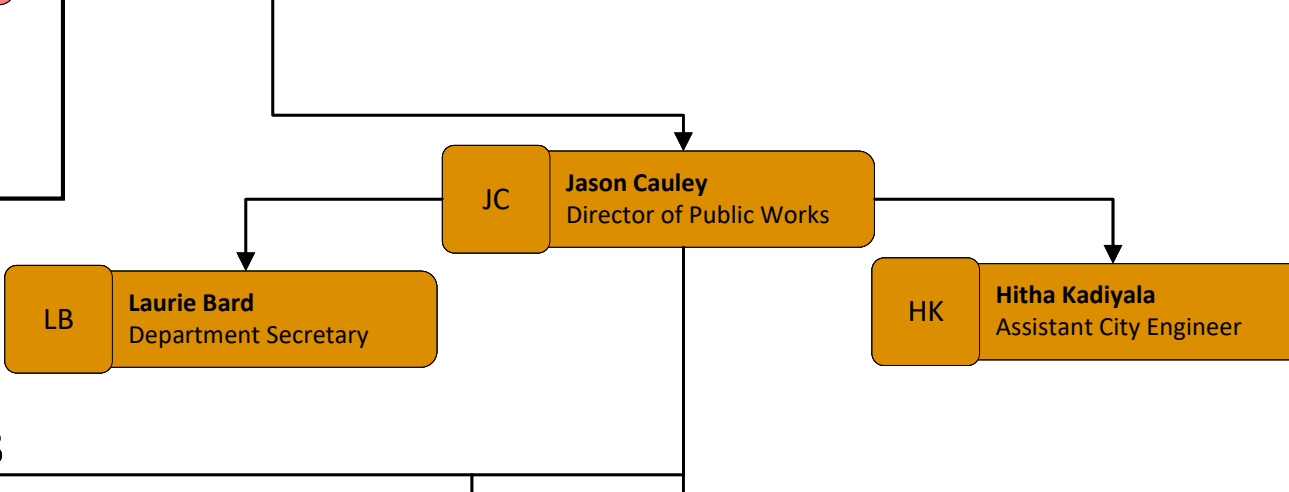 JC
Jason Cauley
Director of Public Works
LB
Laurie Bard
Department Secretary
HK
Hitha Kadiyala
Assistant City Engineer